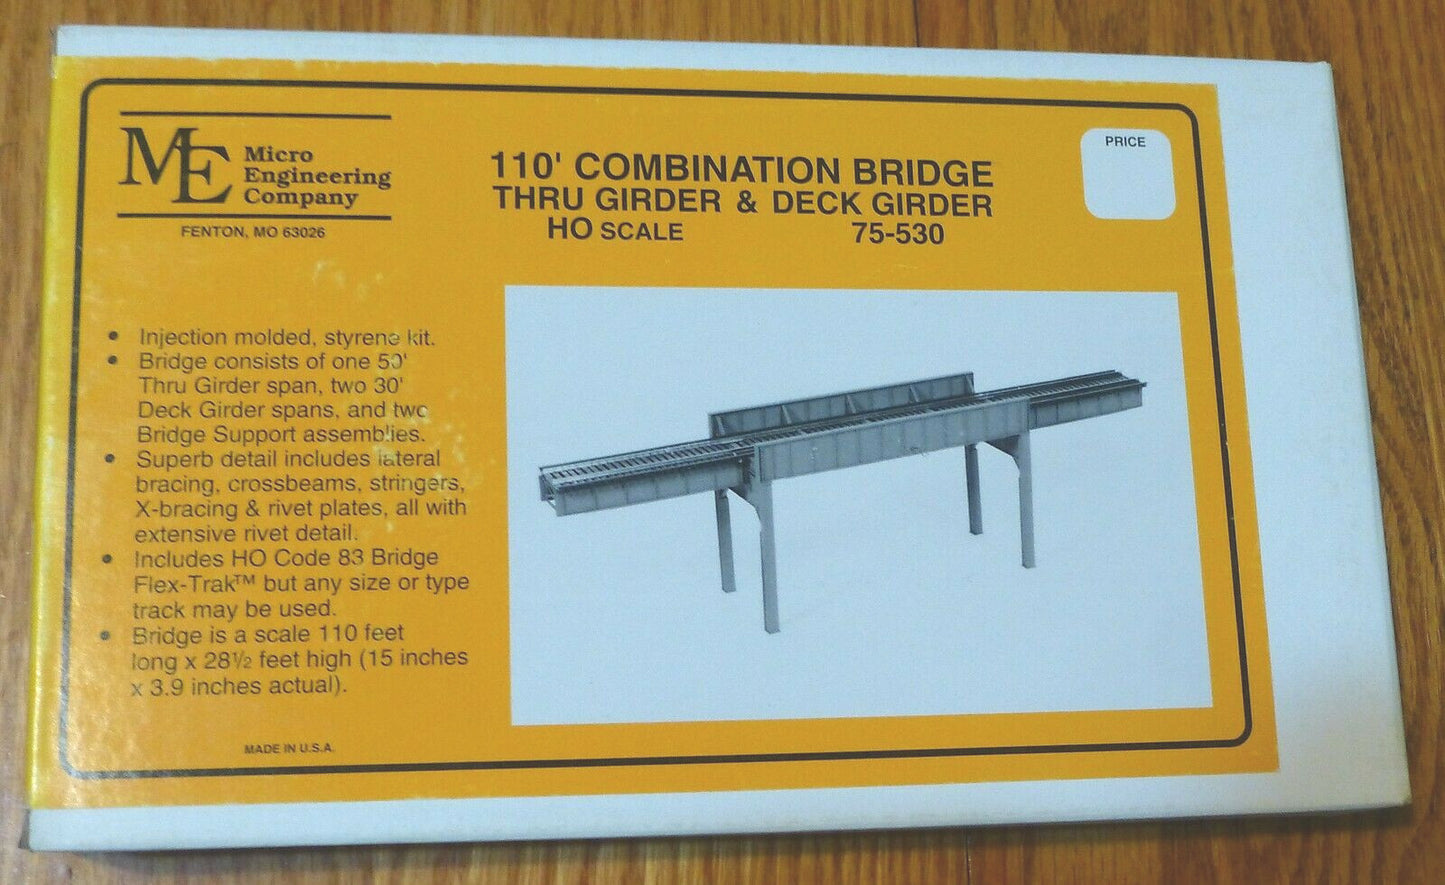 ME Micro
Engineering
Company
FENTON, MO 63026
110' COMBINATION BRIDGE
THRU GIRDER & DECK GIRDER
HO SCALE 75-530
PRICE
• Injection molded, styrene kit.
• Bridge consists of one 50'
Thru Girder span, two 30'
Deck Girder spans, and two
Bridge Support assemblies.
• Superb detail includes lateral
bracing, crossbeams, stringers,
X-bracing & rivet plates, all with
extensive rivet detail.
• Includes HO Code 83 Bridge
Flex-Trak™ but any size or type
track may be used.
• Bridge is a scale 110 feet
long x 28½ feet high (15 inches
x 3.9 inches actual).
MADE IN U.S.A.